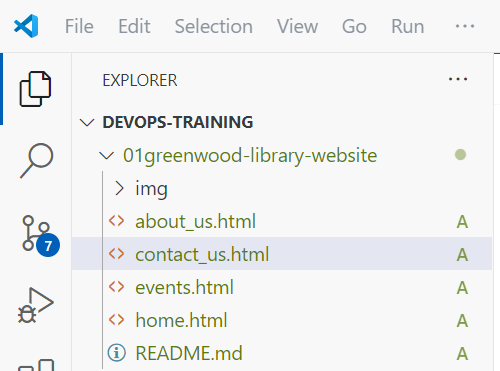 File Edit Selection View Go Run ···
EXPLORER ···
DEVOPS-TRAINING
01greenwood-library-website
img
about_us.html A
contact_us.html A
7
events.html A
home.html A
README.md A